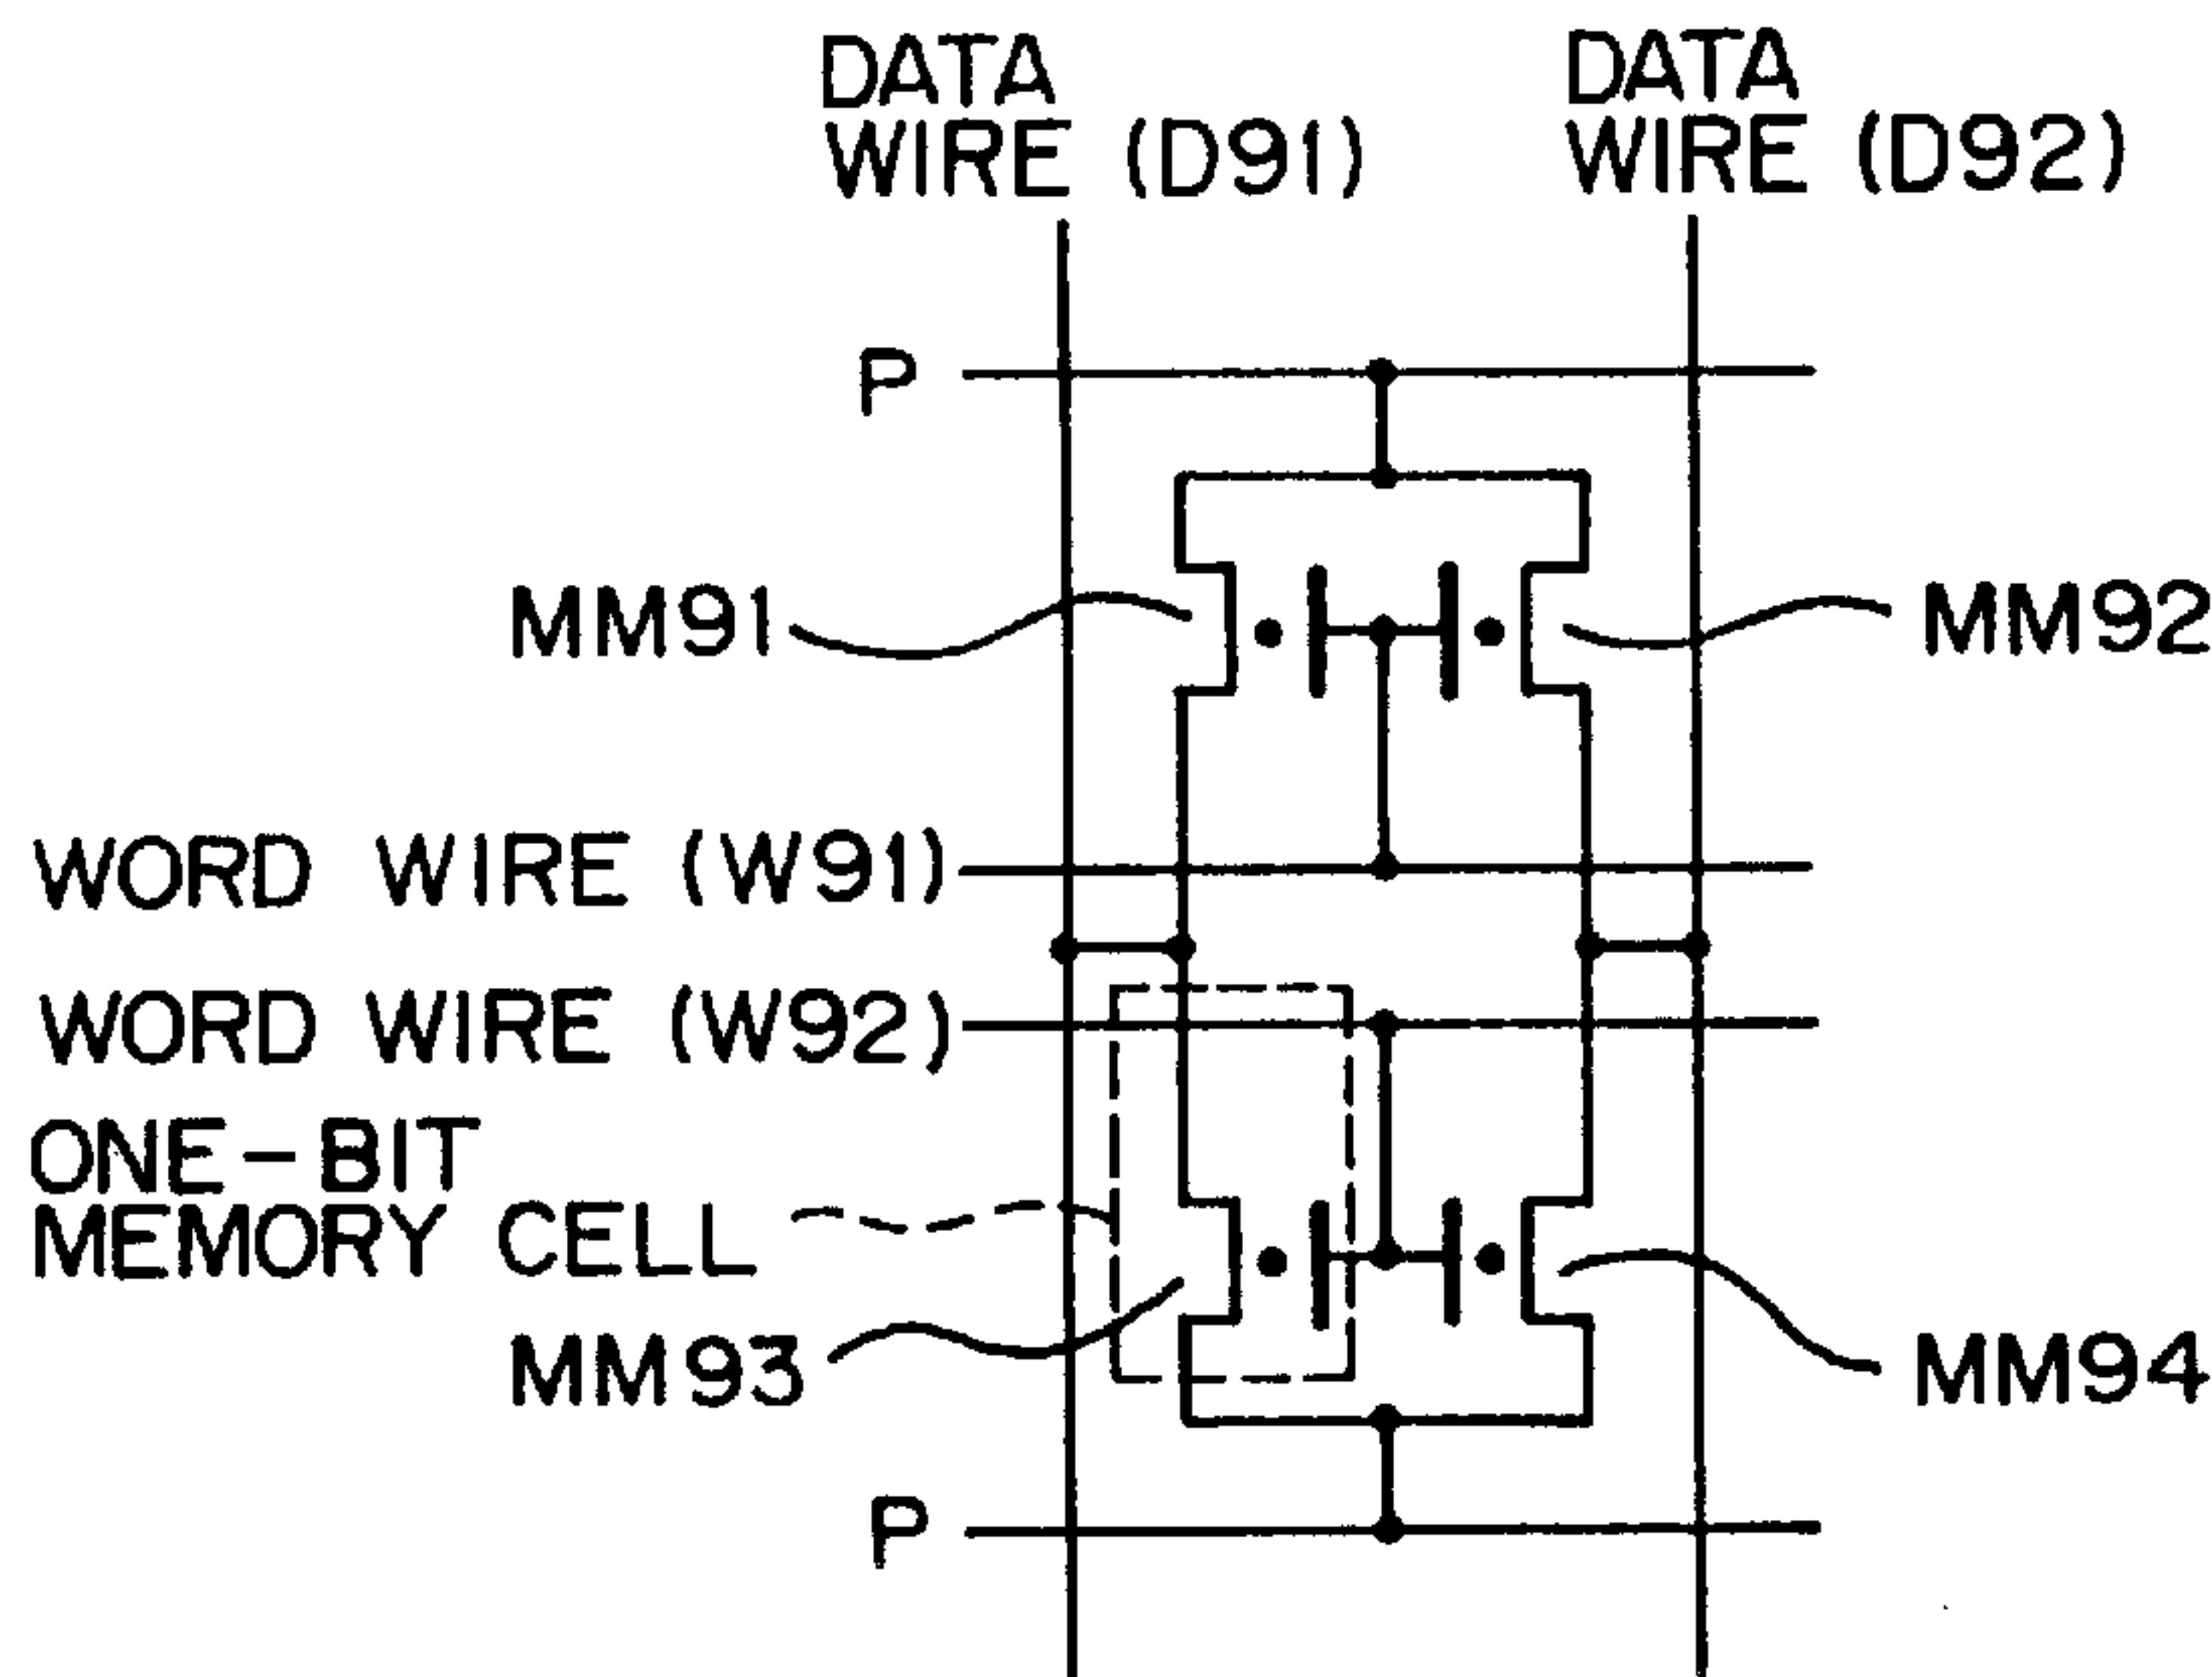 DATA
WIRE (D91)
DATA
WIRE (D92)
P
MM91
MM92
WORD WIRE (W91)
WORD WIRE (W92)
ONE-BIT
MEMORY CELL
MM93
MM94
P